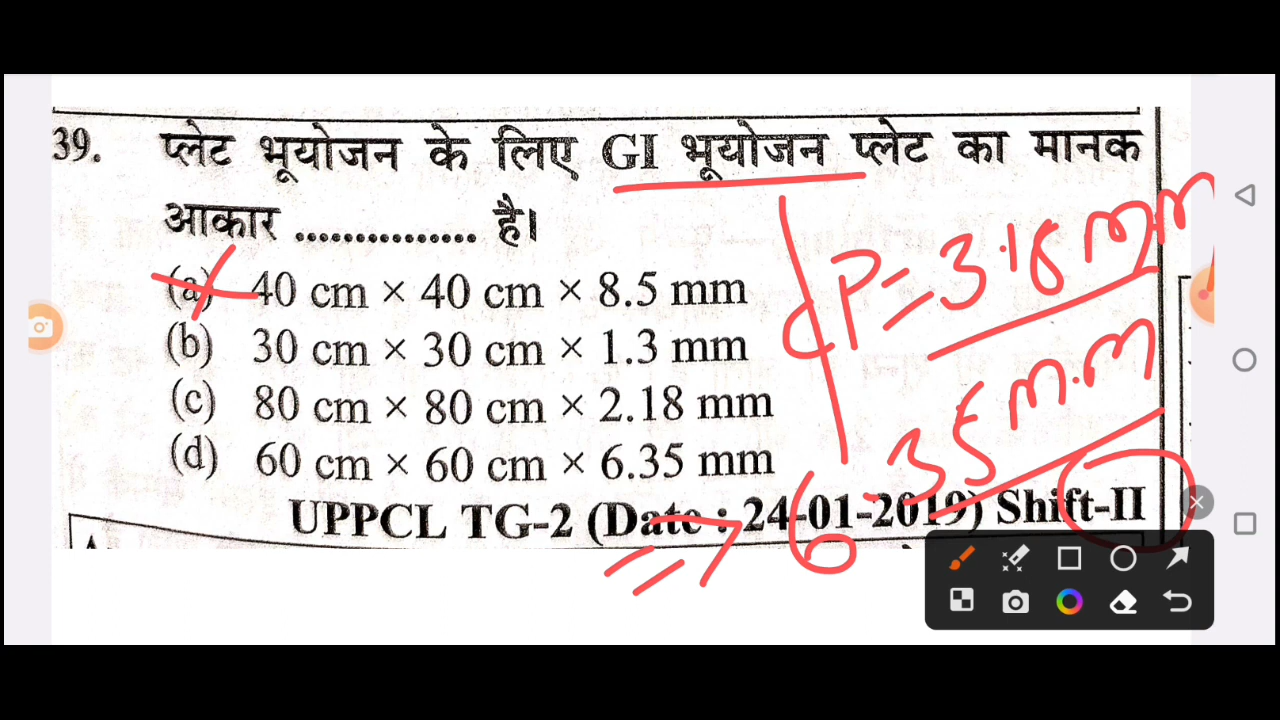 39. प्लेट भूयोजन के लिए GI भूयोजन प्लेट का मानक
आकार ............... है।
(a) 40 cm × 40 cm × 8.5 mm
(b) 30 cm × 30 cm × 1.3 mm
(c) 80 cm × 80 cm × 2.18 mm
(d) 60 cm × 60 cm × 6.35 mm
UPPCL TG-2 (Date : 24-01-2019) Shift-II
P = 3.18 m.m
6.35 m.m